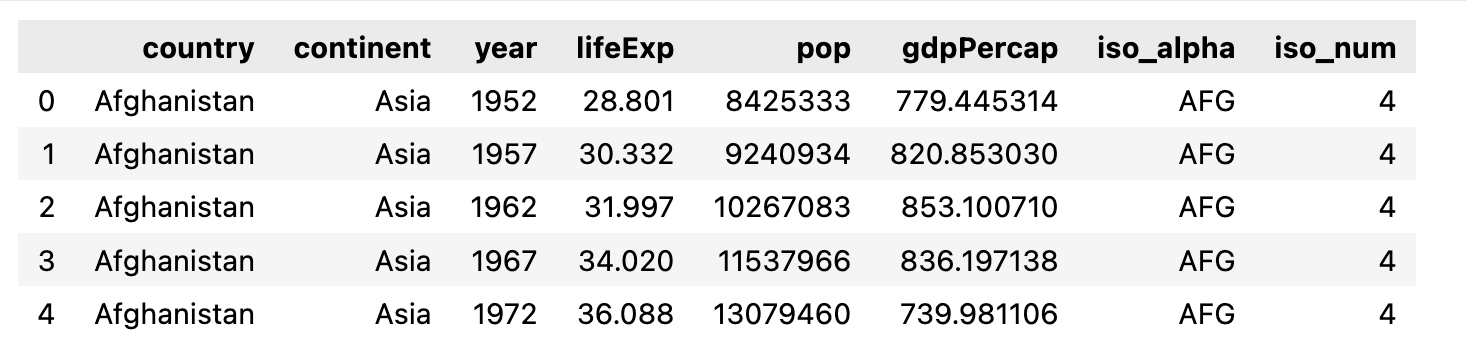 country continent year lifeExp pop gdpPercap iso_alpha iso_num
0 Afghanistan Asia 1952 28.801 8425333 779.445314 AFG 4
1 Afghanistan Asia 1957 30.332 9240934 820.853030 AFG 4
2 Afghanistan Asia 1962 31.997 10267083 853.100710 AFG 4
3 Afghanistan Asia 1967 34.020 11537966 836.197138 AFG 4
4 Afghanistan Asia 1972 36.088 13079460 739.981106 AFG 4